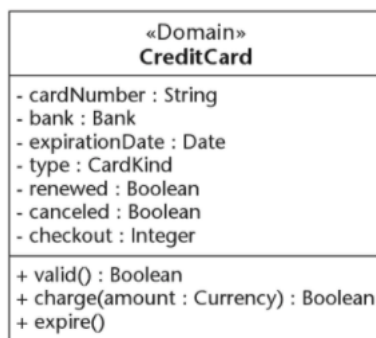 «Domain»
CreditCard
- cardNumber : String
- bank : Bank
- expirationDate : Date
- type : CardKind
- renewed : Boolean
- canceled : Boolean
- checkout : Integer
+ valid() : Boolean
+ charge(amount : Currency) : Boolean
+ expire()